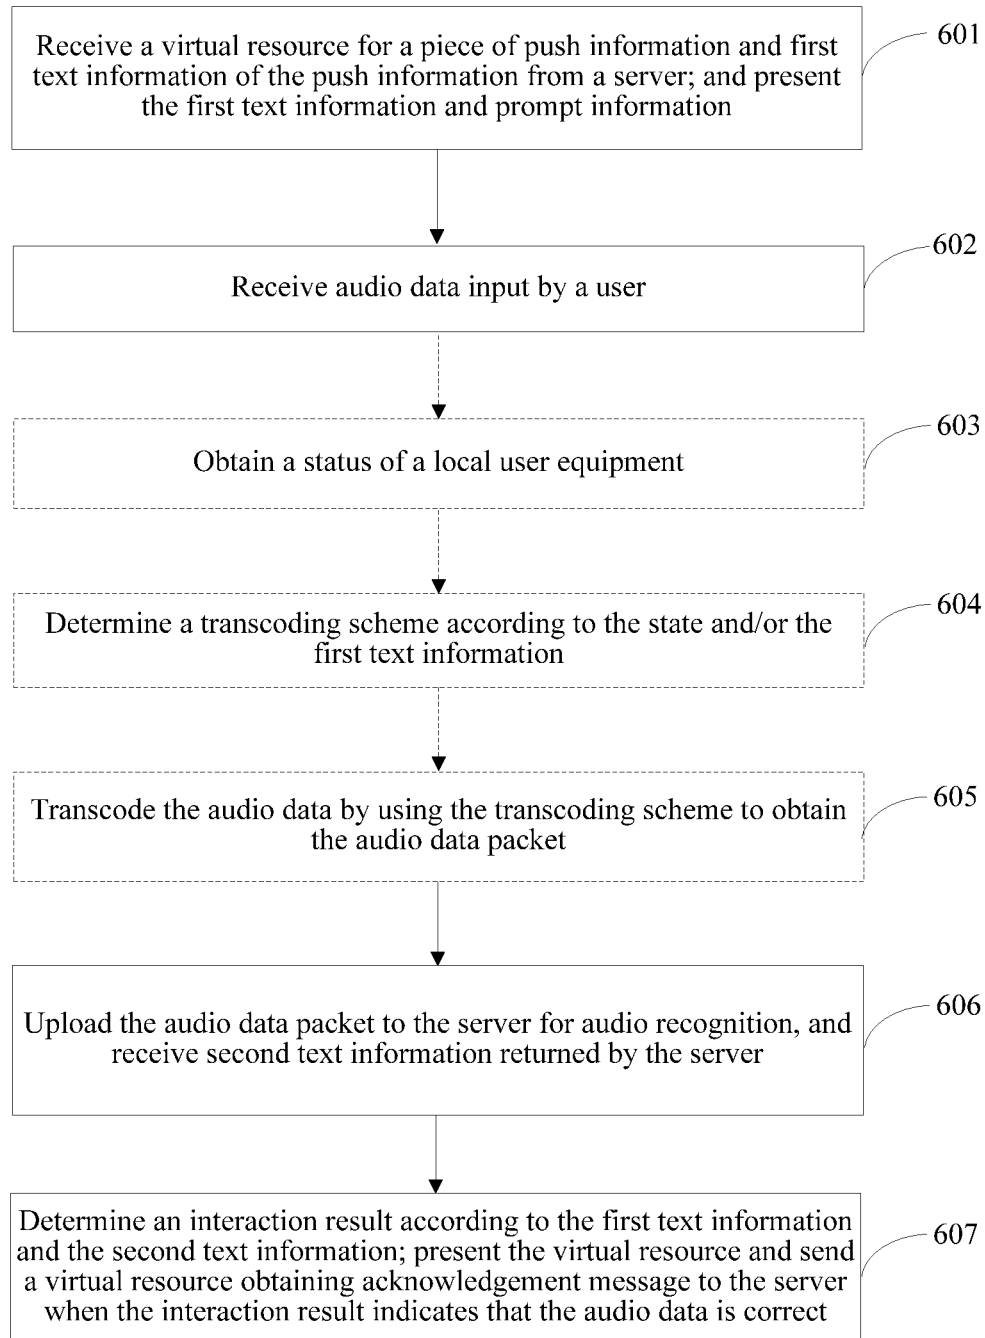 Receive a virtual resource for a piece of push information and first
text information of the push information from a server; and present
the first text information and prompt information
601
Receive audio data input by a user
602
Obtain a status of a local user equipment
603
Determine a transcoding scheme according to the state and/or the
first text information
604
Transcode the audio data by using the transcoding scheme to obtain
the audio data packet
605
Upload the audio data packet to the server for audio recognition, and
receive second text information returned by the server
606
Determine an interaction result according to the first text information
and the second text information; present the virtual resource and send
a virtual resource obtaining acknowledgement message to the server
when the interaction result indicates that the audio data is correct
607